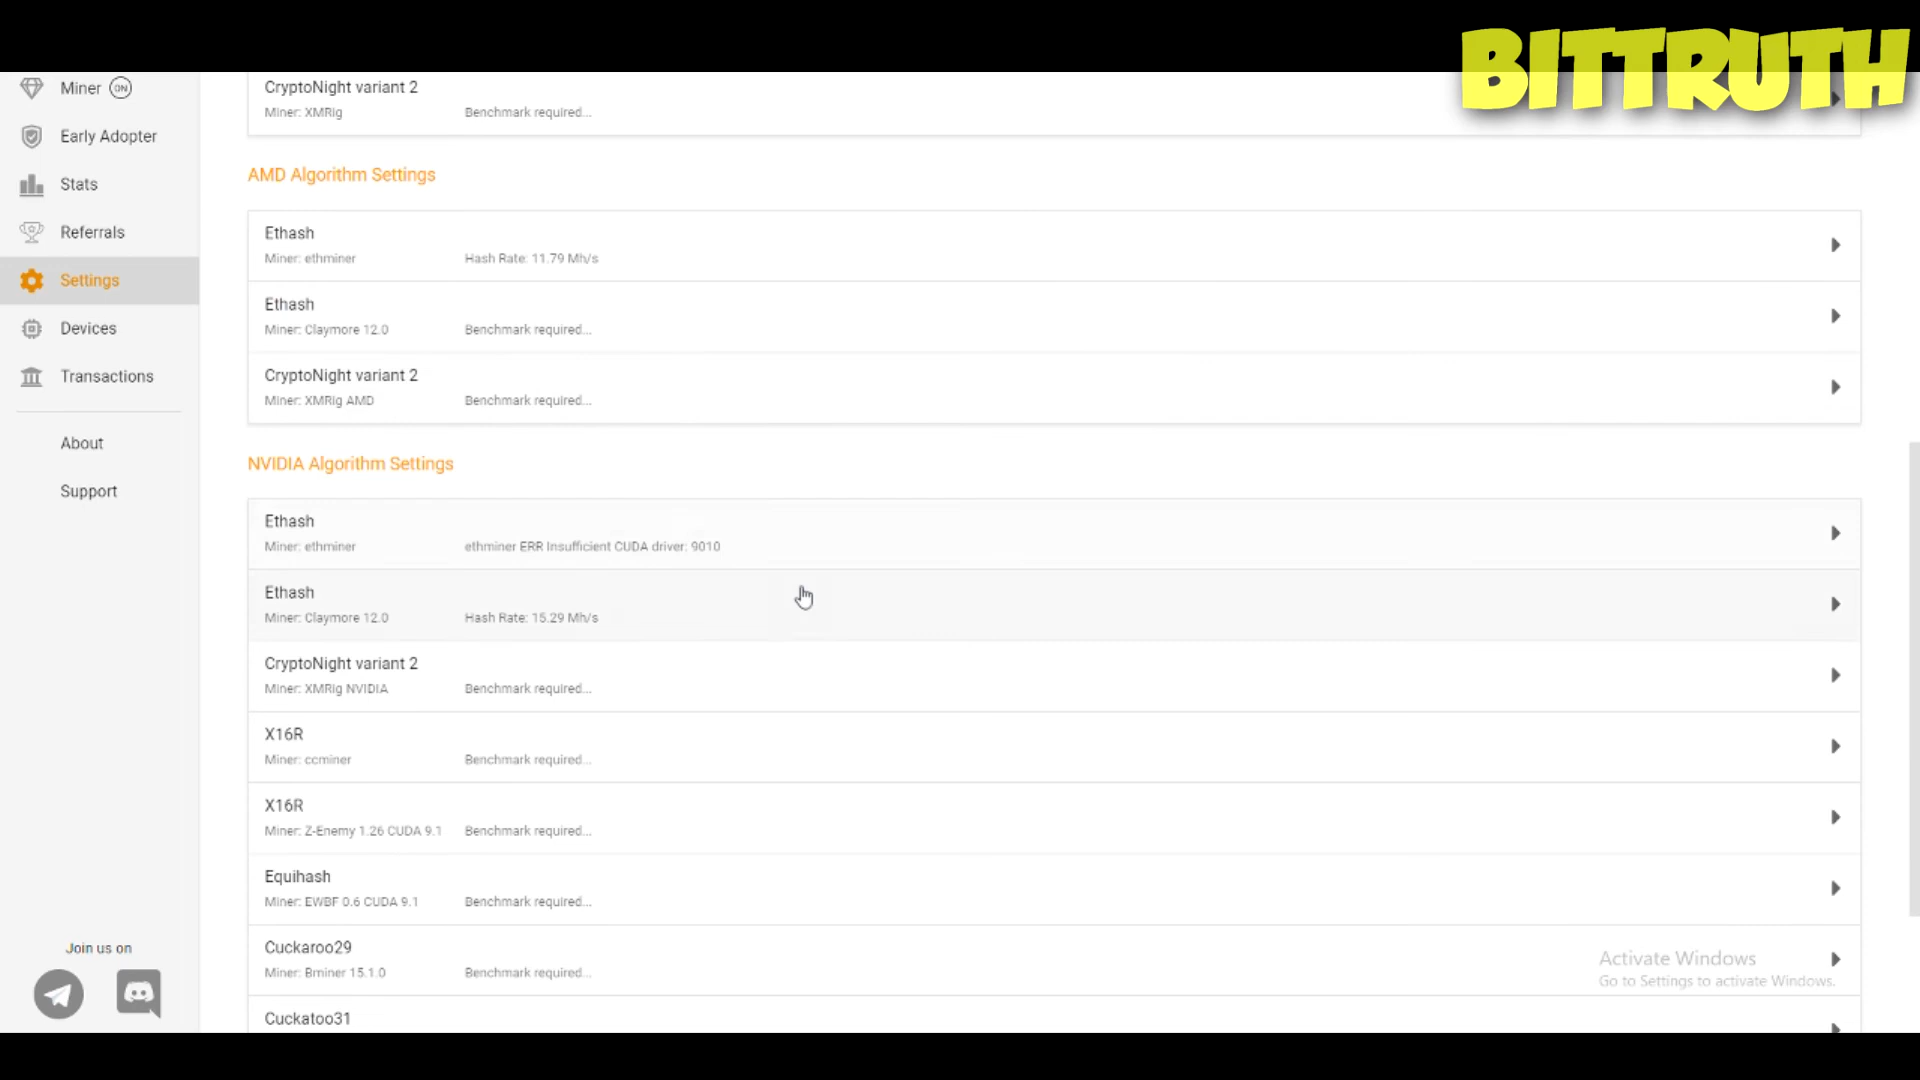 BITTRUTH
Miner ON
Early Adopter
Stats
Referrals
Settings
Devices
Transactions
About
Support
Join us on
CryptoNight variant 2
Miner: XMRig Benchmark required...
AMD Algorithm Settings
Ethash
Miner: ethminer Hash Rate: 11.79 Mh/s
Ethash
Miner: Claymore 12.0 Benchmark required...
CryptoNight variant 2
Miner: XMRig AMD Benchmark required...
NVIDIA Algorithm Settings
Ethash
Miner: ethminer ethminer ERR Insufficient CUDA driver: 9010
Ethash
Miner: Claymore 12.0 Hash Rate: 15.29 Mh/s
CryptoNight variant 2
Miner: XMRig NVIDIA Benchmark required...
X16R
Miner: ccminer Benchmark required...
X16R
Miner: Z-Enemy 1.26 CUDA 9.1 Benchmark required...
Equihash
Miner: EWBF 0.6 CUDA 9.1 Benchmark required...
Cuckaroo29
Miner: Bminer 15.1.0 Benchmark required...
Cuckatoo31
Activate Windows
Go to Settings to activate Windows.